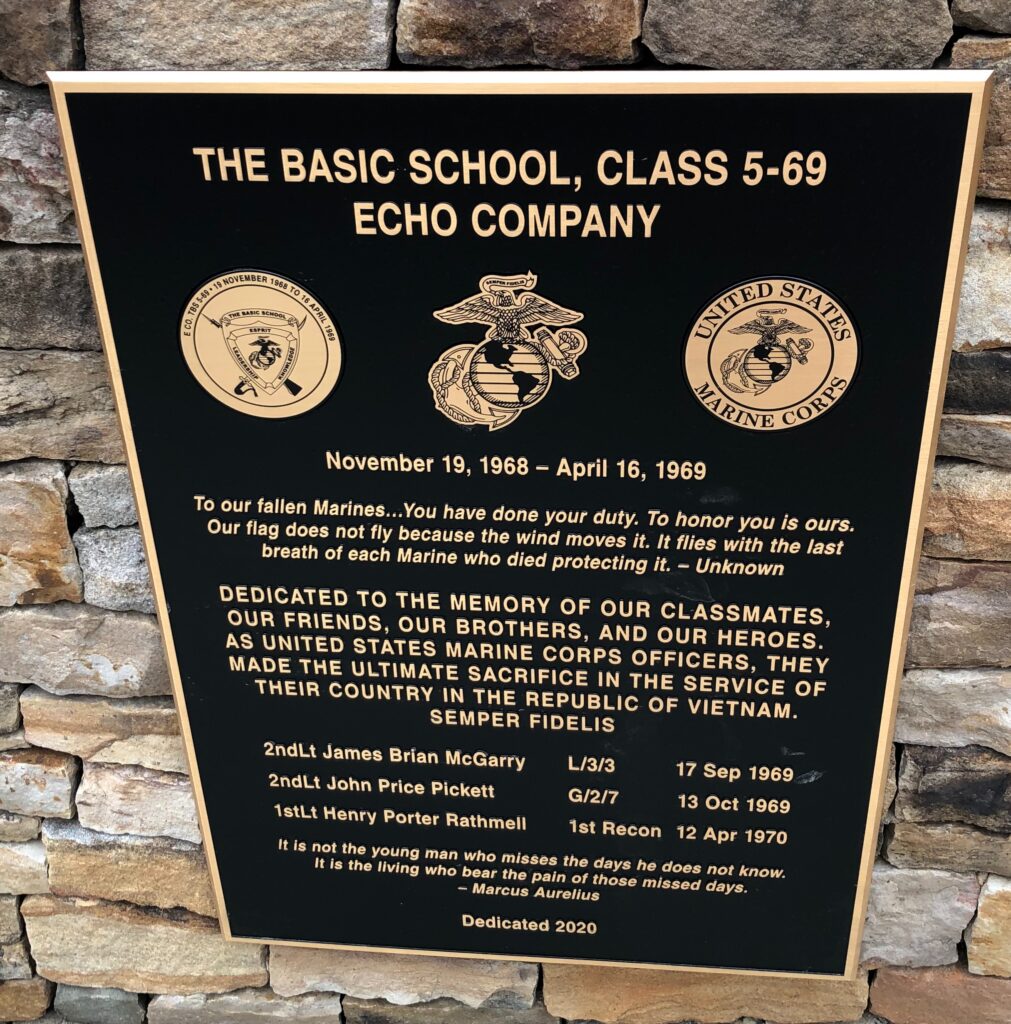 THE BASIC SCHOOL, CLASS 5-69
ECHO COMPANY
E CO. TBS 5-69 • 19 NOVEMBER 1968 TO 16 APRIL 1969
THE BASIC SCHOOL
ESPRIT
LEADERSHIP
KNOWLEDGE
SEMPER FIDELIS
UNITED STATES
MARINE CORPS
November 19, 1968 – April 16, 1969
To our fallen Marines...You have done your duty. To honor you is ours.
Our flag does not fly because the wind moves it. It flies with the last
breath of each Marine who died protecting it. – Unknown
DEDICATED TO THE MEMORY OF OUR CLASSMATES,
OUR FRIENDS, OUR BROTHERS, AND OUR HEROES.
AS UNITED STATES MARINE CORPS OFFICERS, THEY
MADE THE ULTIMATE SACRIFICE IN THE SERVICE OF
THEIR COUNTRY IN THE REPUBLIC OF VIETNAM.
SEMPER FIDELIS
2ndLt James Brian McGarry L/3/3 17 Sep 1969
2ndLt John Price Pickett G/2/7 13 Oct 1969
1stLt Henry Porter Rathmell 1st Recon 12 Apr 1970
It is not the young man who misses the days he does not know.
It is the living who bear the pain of those missed days.
– Marcus Aurelius
Dedicated 2020